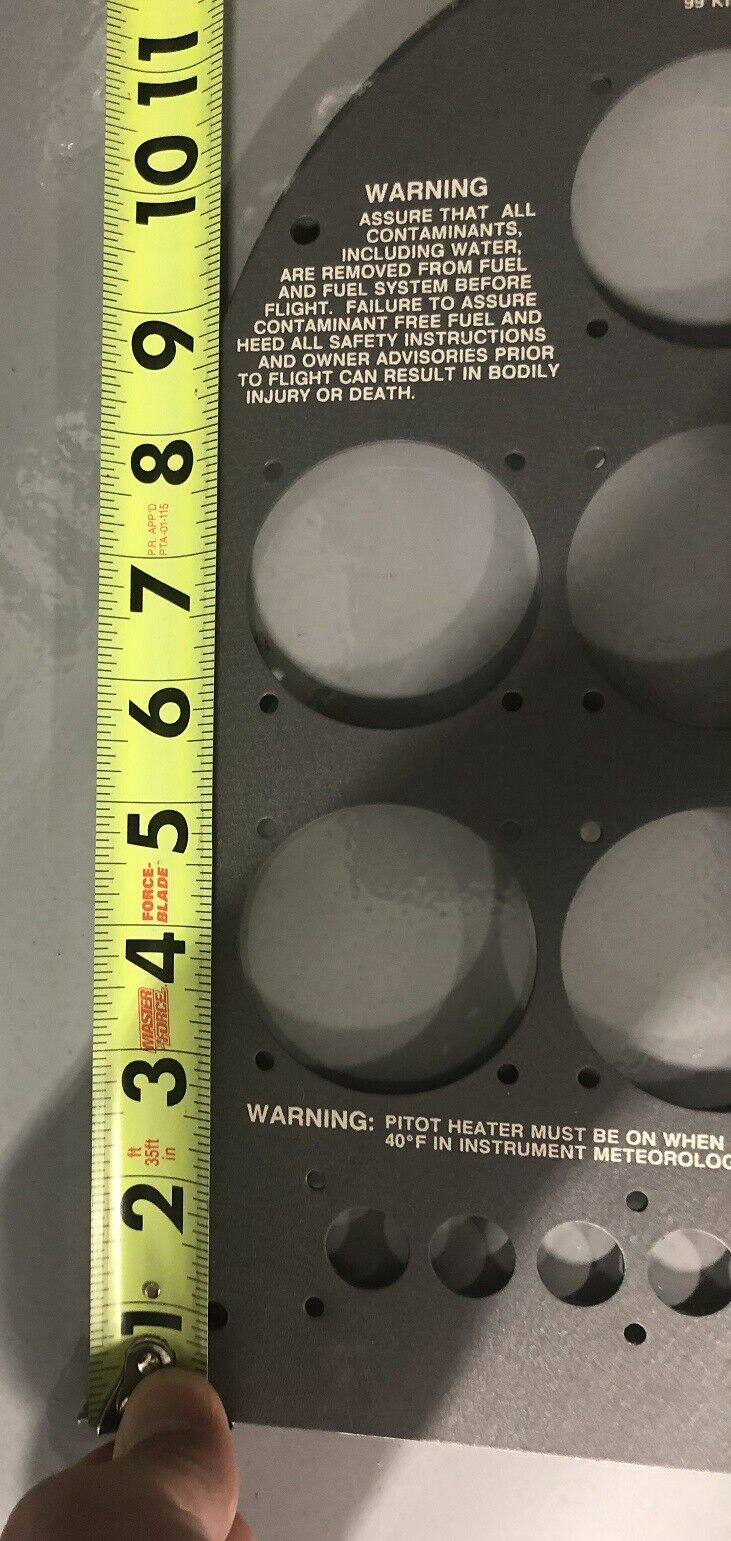 99 K
11
10
9
8
P.R. APP'D
PTA-01-115
7
6
5
FORCE-
BLADE™
4
MASTER
FORCE
3
ft
35ft
in
2
1
WARNING
ASSURE THAT ALL
CONTAMINANTS,
INCLUDING WATER,
ARE REMOVED FROM FUEL
AND FUEL SYSTEM BEFORE
FLIGHT. FAILURE TO ASSURE
CONTAMINANT FREE FUEL AND
HEED ALL SAFETY INSTRUCTIONS
AND OWNER ADVISORIES PRIOR
TO FLIGHT CAN RESULT IN BODILY
INJURY OR DEATH.
WARNING: PITOT HEATER MUST BE ON WHEN
40°F IN INSTRUMENT METEOROLOG